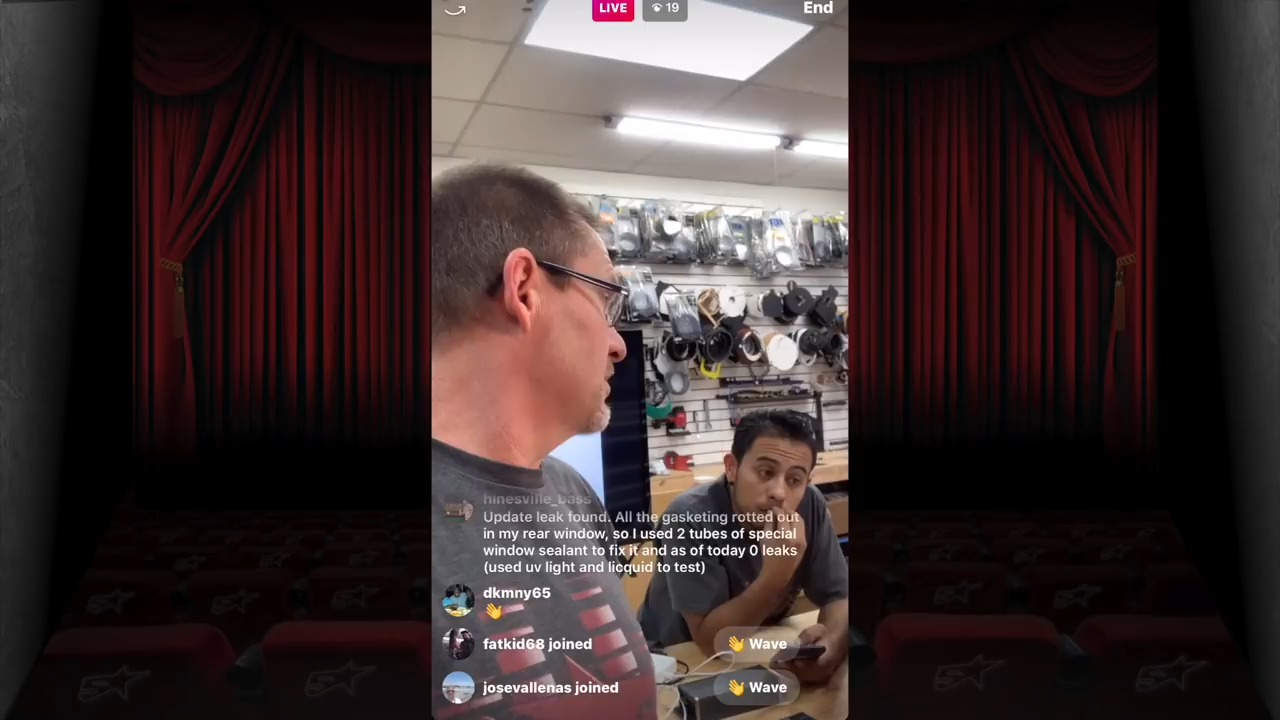 LIVE
19
End
hinesville_bass
Update leak found. All the gasketing rotted out
in my rear window, so I used 2 tubes of special
window sealant to fix it and as of today 0 leaks
(used uv light and licquid to test)
dkmny65
👋
fatkid68 joined
👋 Wave
josevallenas joined
👋 Wave